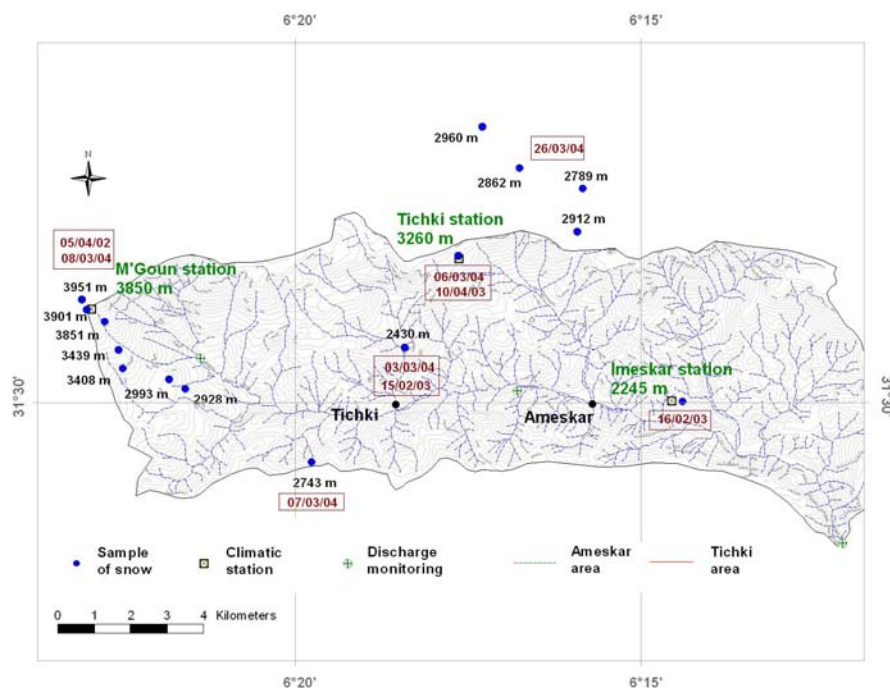 6°20'
6°15'
2960 m
26/03/04
2862 m
2789 m
N
2912 m
Tichki station
3260 m
05/04/02
08/03/04
M'Goun station
3850 m
06/03/04
10/04/03
3951 m
3901 m
3851 m
2430 m
3439 m
03/03/04
15/02/03
Imeskar station
2245 m
3408 m
2993 m
2928 m
31°30'
31°30'
Tichki
Ameskar
16/02/03
2743 m
07/03/04
Sample
of snow
Climatic
station
Discharge
monitoring
Ameskar
area
Tichki
area
0 1 2 3 4 Kilometers
6°20'
6°15'